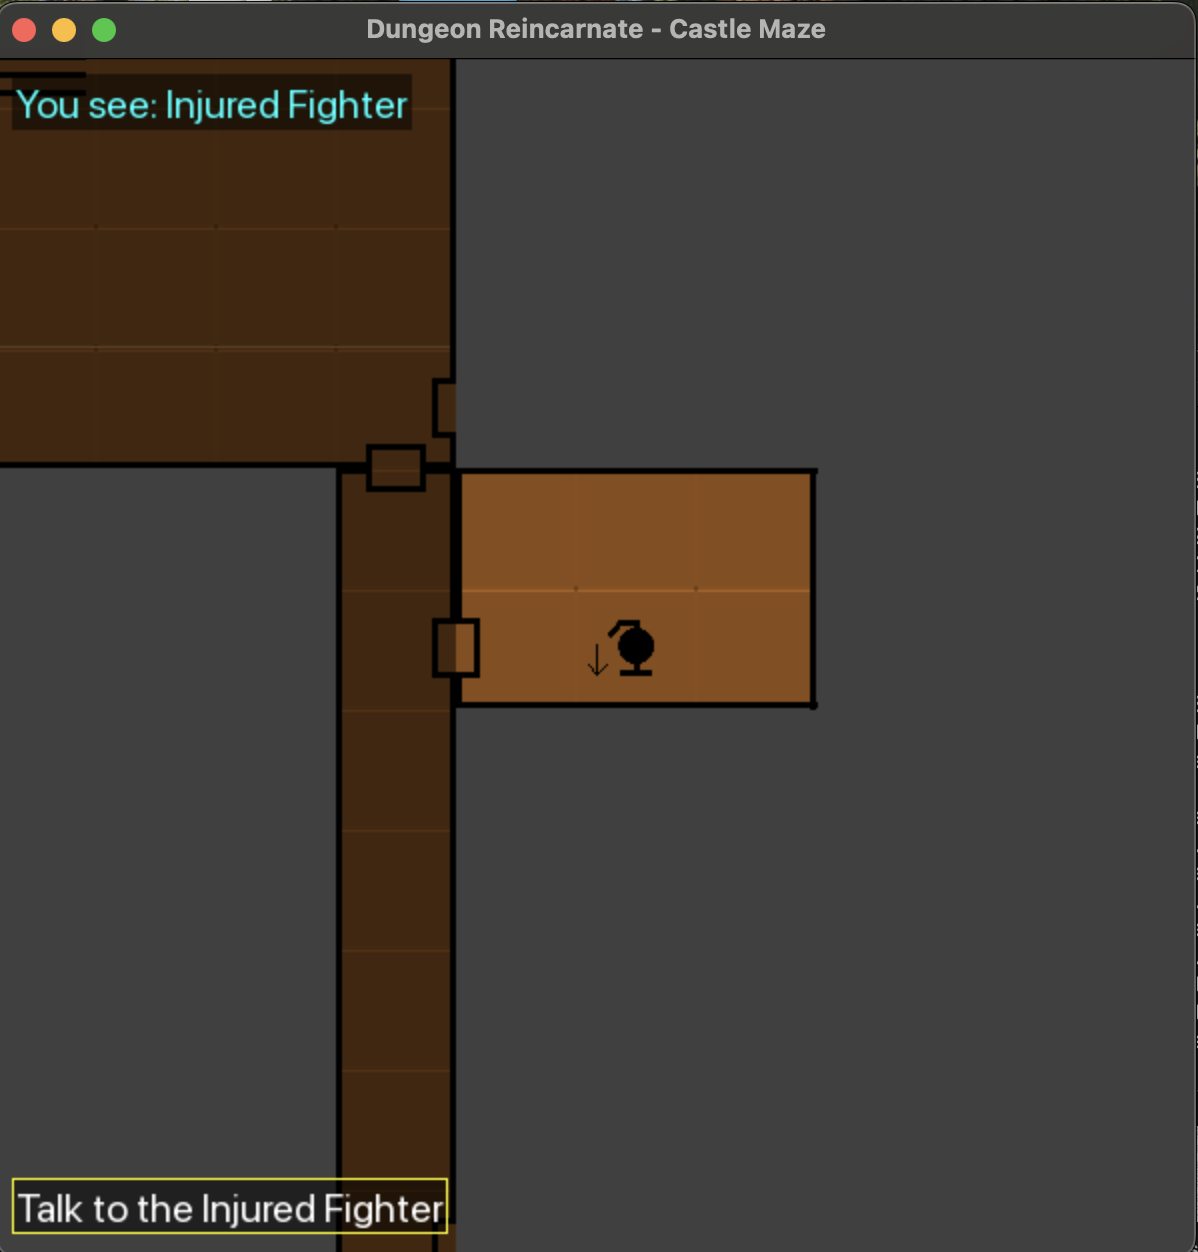 Dungeon Reincarnate - Castle Maze
You see: Injured Fighter
Talk to the Injured Fighter